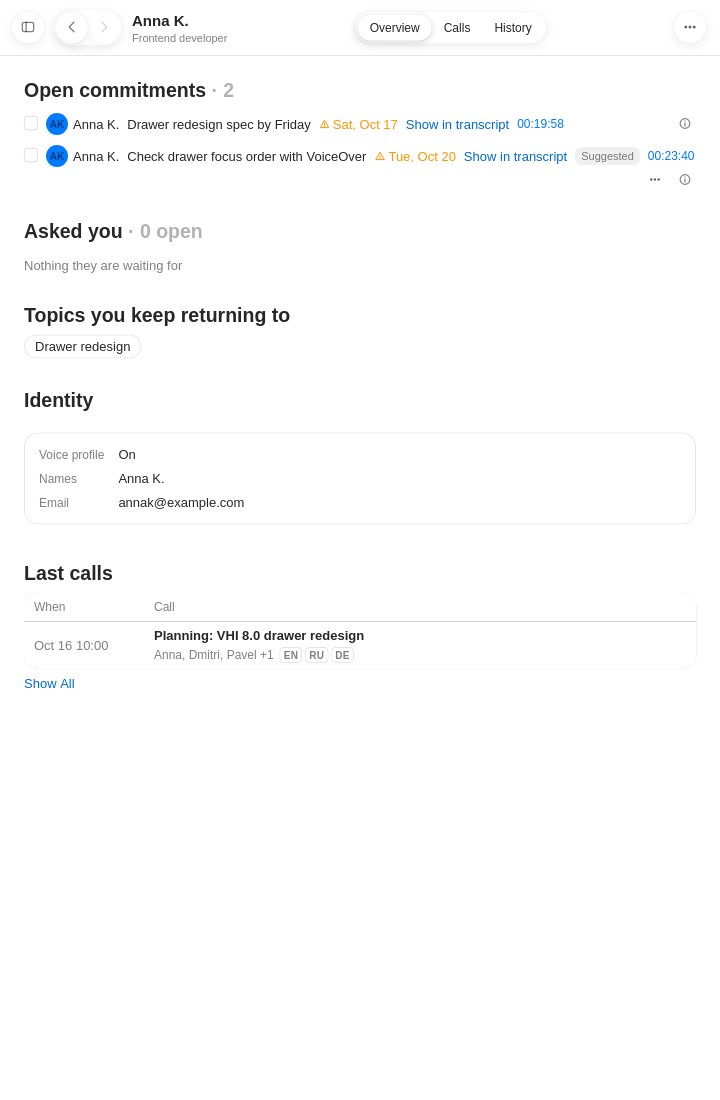 Anna K.
Frontend developer
Overview Calls History
Open commitments · 2
AK Anna K. Drawer redesign spec by Friday Sat, Oct 17 Show in transcript 00:19:58
AK Anna K. Check drawer focus order with VoiceOver Tue, Oct 20 Show in transcript Suggested 00:23:40
Asked you · 0 open
Nothing they are waiting for
Topics you keep returning to
Drawer redesign
Identity
Voice profile On
Names Anna K.
Email annak@example.com
Last calls
When Call
Oct 16 10:00 Planning: VHI 8.0 drawer redesign
Anna, Dmitri, Pavel +1 EN RU DE
Show All